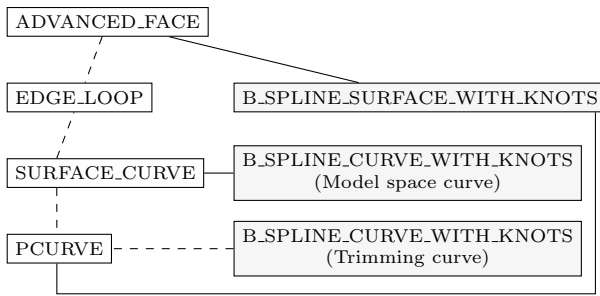 ADVANCED_FACE
EDGE_LOOP
B_SPLINE_SURFACE_WITH_KNOTS
SURFACE_CURVE
B_SPLINE_CURVE_WITH_KNOTS
(Model space curve)
PCURVE
B_SPLINE_CURVE_WITH_KNOTS
(Trimming curve)